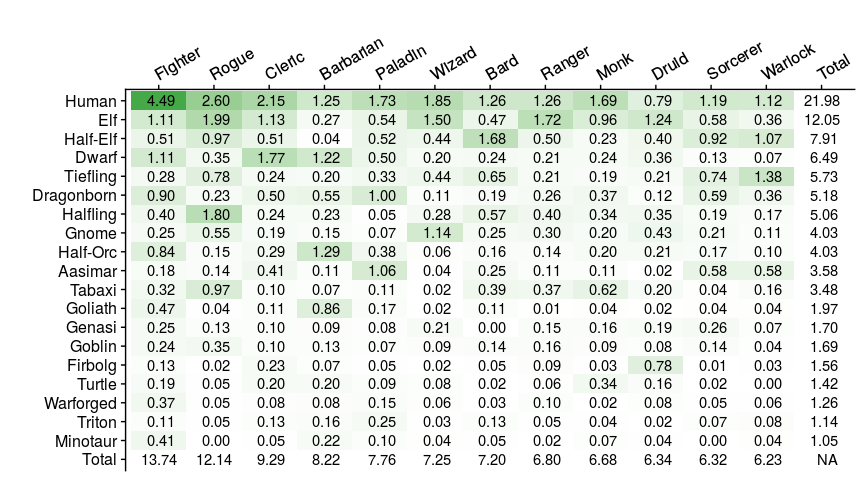 Fighter Rogue Cleric Barbarian Paladin Wizard Bard Ranger Monk Druid Sorcerer Warlock Total
Human 4.49 2.60 2.15 1.25 1.73 1.85 1.26 1.26 1.69 0.79 1.19 1.12 21.98
Elf 1.11 1.99 1.13 0.27 0.54 1.50 0.47 1.72 0.96 1.24 0.58 0.36 12.05
Half-Elf 0.51 0.97 0.51 0.04 0.52 0.44 1.68 0.50 0.23 0.40 0.92 1.07 7.91
Dwarf 1.11 0.35 1.77 1.22 0.50 0.20 0.24 0.21 0.24 0.36 0.13 0.07 6.49
Tiefling 0.28 0.78 0.24 0.20 0.33 0.44 0.65 0.21 0.19 0.21 0.74 1.38 5.73
Dragonborn 0.90 0.23 0.50 0.55 1.00 0.11 0.19 0.26 0.37 0.12 0.59 0.36 5.18
Halfling 0.40 1.80 0.24 0.23 0.05 0.28 0.57 0.40 0.34 0.35 0.19 0.17 5.06
Gnome 0.25 0.55 0.19 0.15 0.07 1.14 0.25 0.30 0.20 0.43 0.21 0.11 4.03
Half-Orc 0.84 0.15 0.29 1.29 0.38 0.06 0.16 0.14 0.20 0.21 0.17 0.10 4.03
Aasimar 0.18 0.14 0.41 0.11 1.06 0.04 0.25 0.11 0.11 0.02 0.58 0.58 3.58
Tabaxi 0.32 0.97 0.10 0.07 0.11 0.02 0.39 0.37 0.62 0.20 0.04 0.16 3.48
Goliath 0.47 0.04 0.11 0.86 0.17 0.02 0.11 0.01 0.04 0.02 0.04 0.04 1.97
Genasi 0.25 0.13 0.10 0.09 0.08 0.21 0.00 0.15 0.16 0.19 0.26 0.07 1.70
Goblin 0.24 0.35 0.10 0.13 0.07 0.09 0.14 0.16 0.09 0.08 0.14 0.04 1.69
Firbolg 0.13 0.02 0.23 0.07 0.05 0.02 0.05 0.09 0.03 0.78 0.01 0.03 1.56
Turtle 0.19 0.05 0.20 0.20 0.09 0.08 0.02 0.06 0.34 0.16 0.02 0.00 1.42
Warforged 0.37 0.05 0.08 0.08 0.15 0.06 0.03 0.10 0.02 0.08 0.05 0.06 1.26
Triton 0.11 0.05 0.13 0.16 0.25 0.03 0.13 0.05 0.04 0.02 0.07 0.08 1.14
Minotaur 0.41 0.00 0.05 0.22 0.10 0.04 0.05 0.02 0.07 0.04 0.00 0.04 1.05
Total 13.74 12.14 9.29 8.22 7.76 7.25 7.20 6.80 6.68 6.34 6.32 6.23 NA